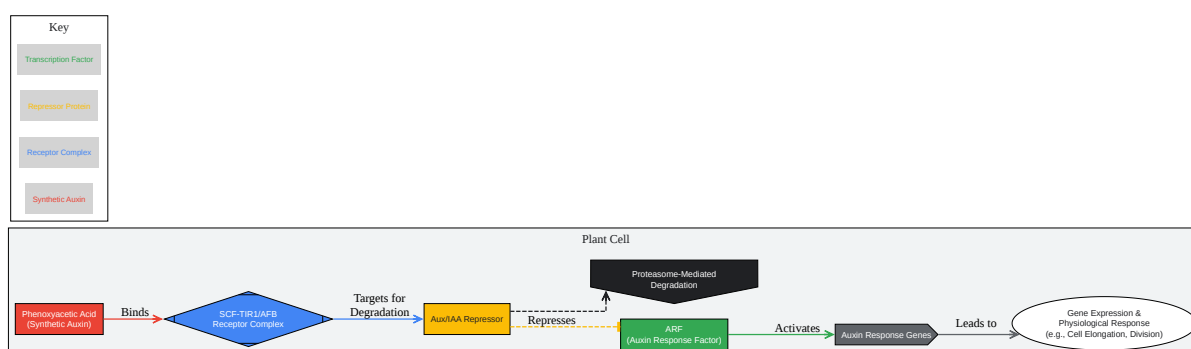 Key
Transcription Factor
Repressor Protein
Receptor Complex
Synthetic Auxin
Plant Cell
Phenoxyacetic Acid
(Synthetic Auxin)
Binds
SCF-TIR1/AFB
Receptor Complex
Targets for
Degradation
Aux/IAA Repressor
Proteasome-Mediated
Degradation
Represses
ARF
(Auxin Response Factor)
Activates
Auxin Response Genes
Leads to
Gene Expression &
Physiological Response
(e.g., Cell Elongation, Division)